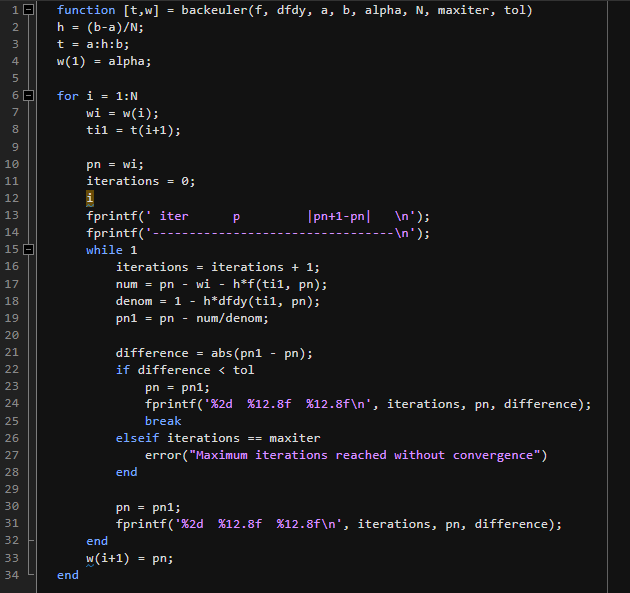 1 function [t,w] = backeuler(f, dfdy, a, b, alpha, N, maxiter, tol)
2 h = (b-a)/N;
3 t = a:h:b;
4 w(1) = alpha;
5
6 for i = 1:N
7 wi = w(i);
8 ti1 = t(i+1);
9
10 pn = wi;
11 iterations = 0;
12 i
13 fprintf(' iter      p         |pn+1-pn|   \n');
14 fprintf('---------------------------------\n');
15 while 1
16 iterations = iterations + 1;
17 num = pn - wi - h*f(ti1, pn);
18 denom = 1 - h*dfdy(ti1, pn);
19 pn1 = pn - num/denom;
20
21 difference = abs(pn1 - pn);
22 if difference < tol
23 pn = pn1;
24 fprintf('%2d  %12.8f  %12.8f\n', iterations, pn, difference);
25 break
26 elseif iterations == maxiter
27 error("Maximum iterations reached without convergence")
28 end
29
30 pn = pn1;
31 fprintf('%2d  %12.8f  %12.8f\n', iterations, pn, difference);
32 end
33 w(i+1) = pn;
34 end